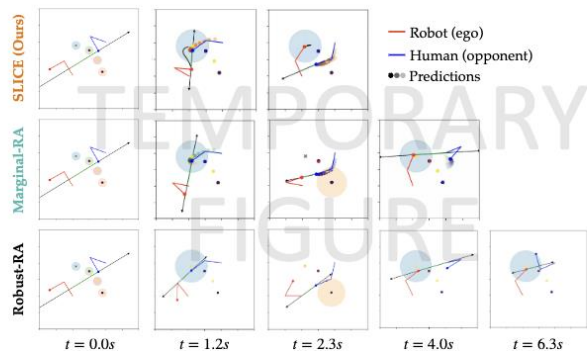 SLICE (Ours)
Marginal-RA
Robust-RA
Robot (ego)
Human (opponent)
Predictions
TEMPORARY
FIGURE
t = 0.0s
t = 1.2s
t = 2.3s
t = 4.0s
t = 6.3s